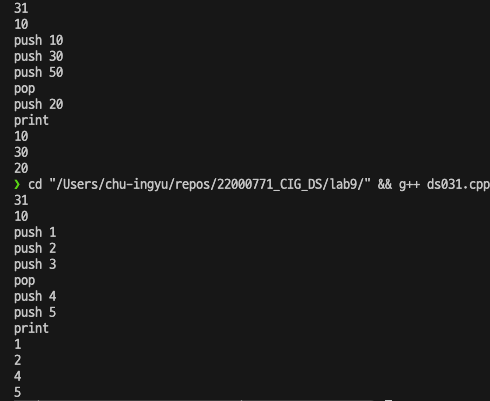 31
10
push 10
push 30
push 50
pop
push 20
print
10
30
20
❯ cd "/Users/chu-ingyu/repos/22000771_CIG_DS/lab9/" && g++ ds031.cpp
31
10
push 1
push 2
push 3
pop
push 4
push 5
print
1
2
4
5